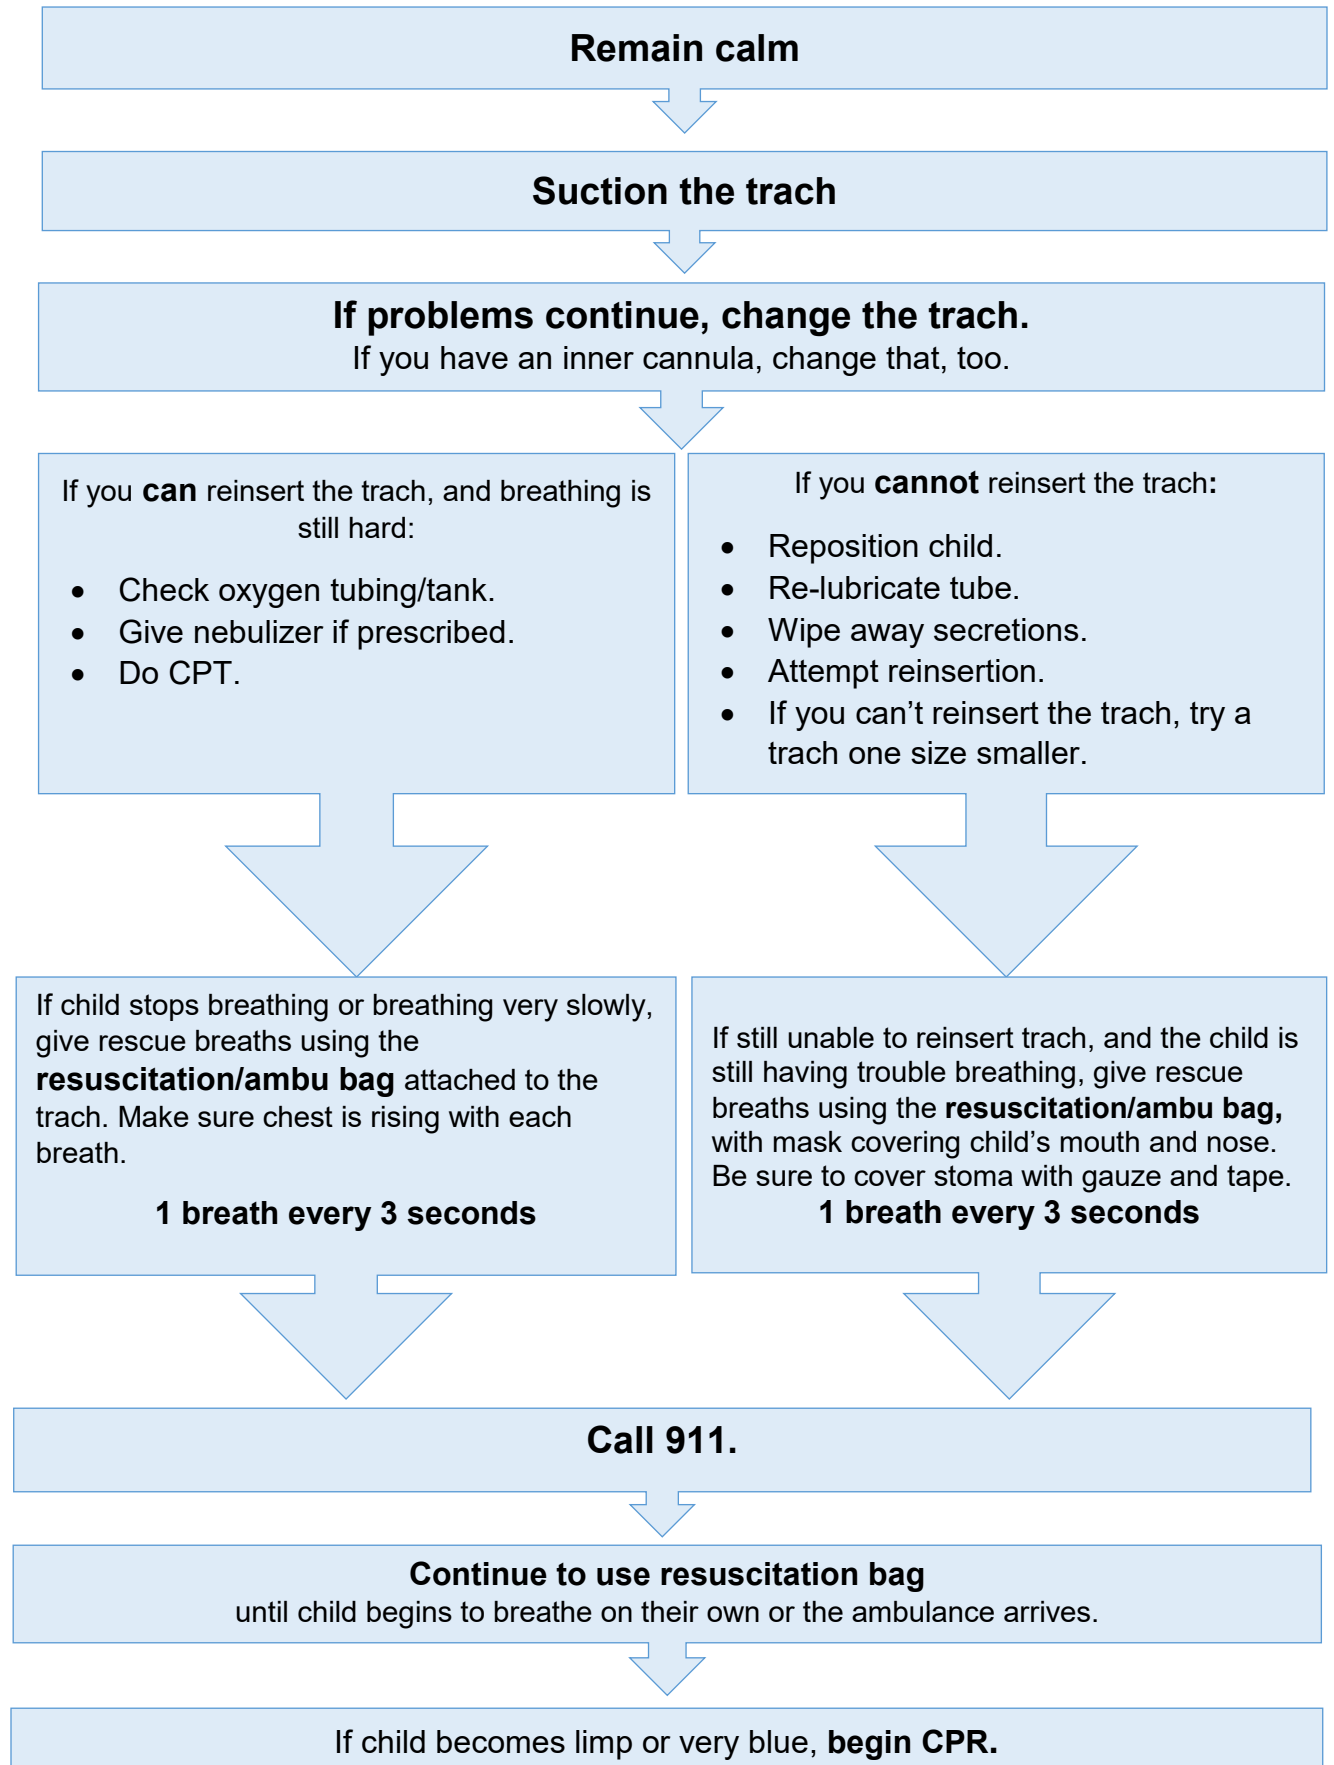 Remain calm
Suction the trach
If problems continue, change the trach.
If you have an inner cannula, change that, too.
If you can reinsert the trach, and breathing is
still hard:
• Check oxygen tubing/tank.
• Give nebulizer if prescribed.
• Do CPT.
If you cannot reinsert the trach:
• Reposition child.
• Re-lubricate tube.
• Wipe away secretions.
• Attempt reinsertion.
• If you can’t reinsert the trach, try a
trach one size smaller.
If child stops breathing or breathing very slowly,
give rescue breaths using the
resuscitation/ambu bag attached to the
trach. Make sure chest is rising with each
breath.
1 breath every 3 seconds
If still unable to reinsert trach, and the child is
still having trouble breathing, give rescue
breaths using the resuscitation/ambu bag,
with mask covering child’s mouth and nose.
Be sure to cover stoma with gauze and tape.
1 breath every 3 seconds
Call 911.
Continue to use resuscitation bag
until child begins to breathe on their own or the ambulance arrives.
If child becomes limp or very blue, begin CPR.